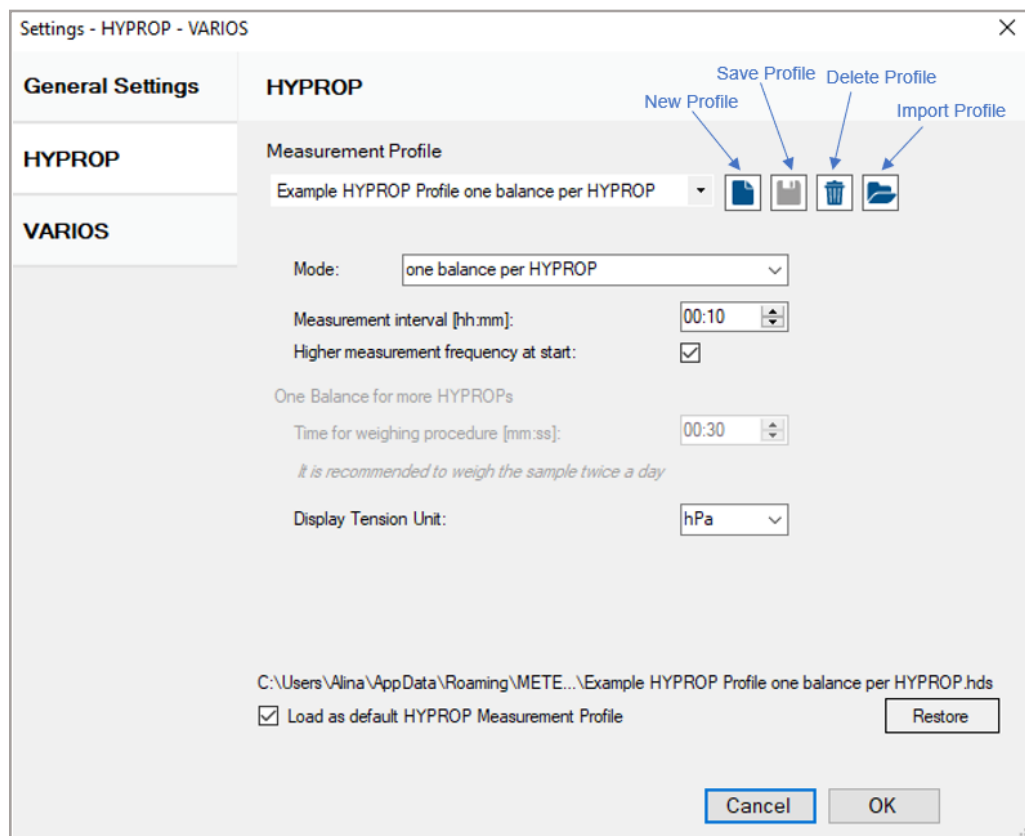 Settings - HYPROP - VARIOS
General Settings
HYPROP
VARIOS
HYPROP
New Profile
Save Profile
Delete Profile
Import Profile
Measurement Profile
Example HYPROP Profile one balance per HYPROP
Mode: one balance per HYPROP
Measurement interval [hh:mm]: 00:10
Higher measurement frequency at start:
One Balance for more HYPROPs
Time for weighing procedure [mm:ss]: 00:30
It is recommended to weigh the sample twice a day
Display Tension Unit: hPa
C:\Users\Alina\AppData\Roaming\METE...\Example HYPROP Profile one balance per HYPROP.hds
Load as default HYPROP Measurement Profile
Restore
Cancel OK